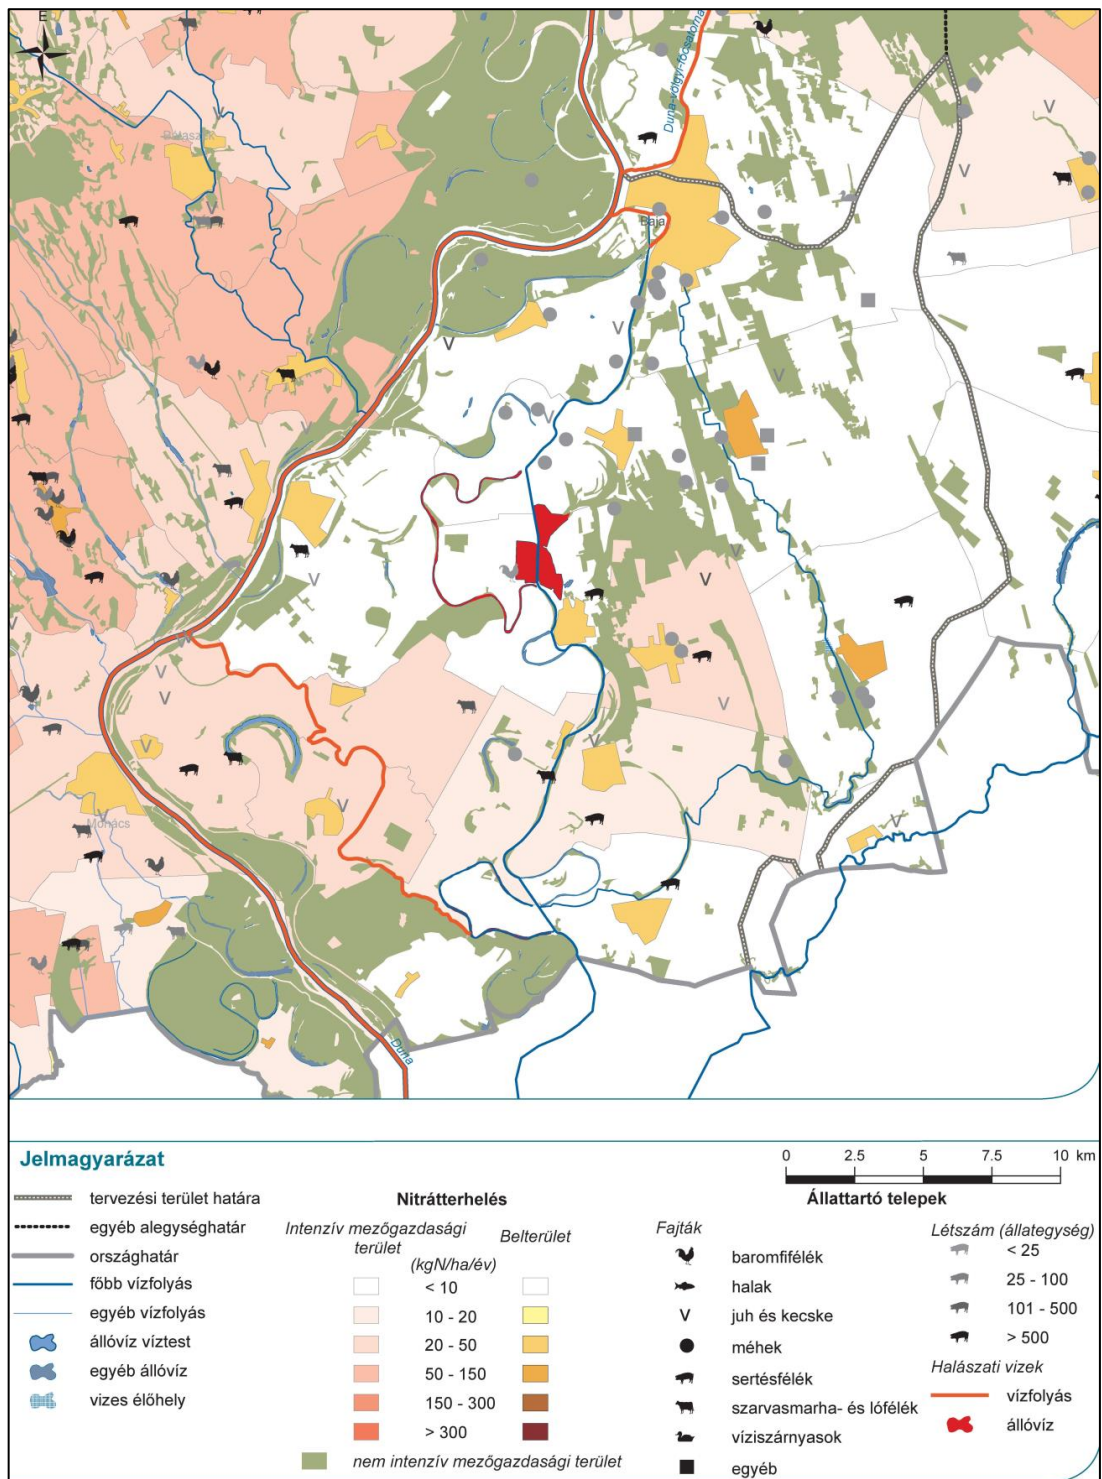 É
Duna-völgyi-főcsatorna
Baja
Mohács
Duna
Jelmagyarázat
tervezési terület határa
egyéb alegységhatár
országhatár
főbb vízfolyás
egyéb vízfolyás
állóvíz víztest
egyéb állóvíz
vizes élőhely
Nitrátterhelés
Intenzív mezőgazdasági
terület
Belterület
(kgN/ha/év)
< 10
10 - 20
20 - 50
50 - 150
150 - 300
> 300
nem intenzív mezőgazdasági terület
0 2.5 5 7.5 10 km
Állattartó telepek
Fajták
baromfifélék
halak
juh és kecske
méhek
sertésfélék
szarvasmarha- és lófélék
víziszárnyasok
egyéb
Létszám (állategység)
< 25
25 - 100
101 - 500
> 500
Halászati vizek
vízfolyás
állóvíz